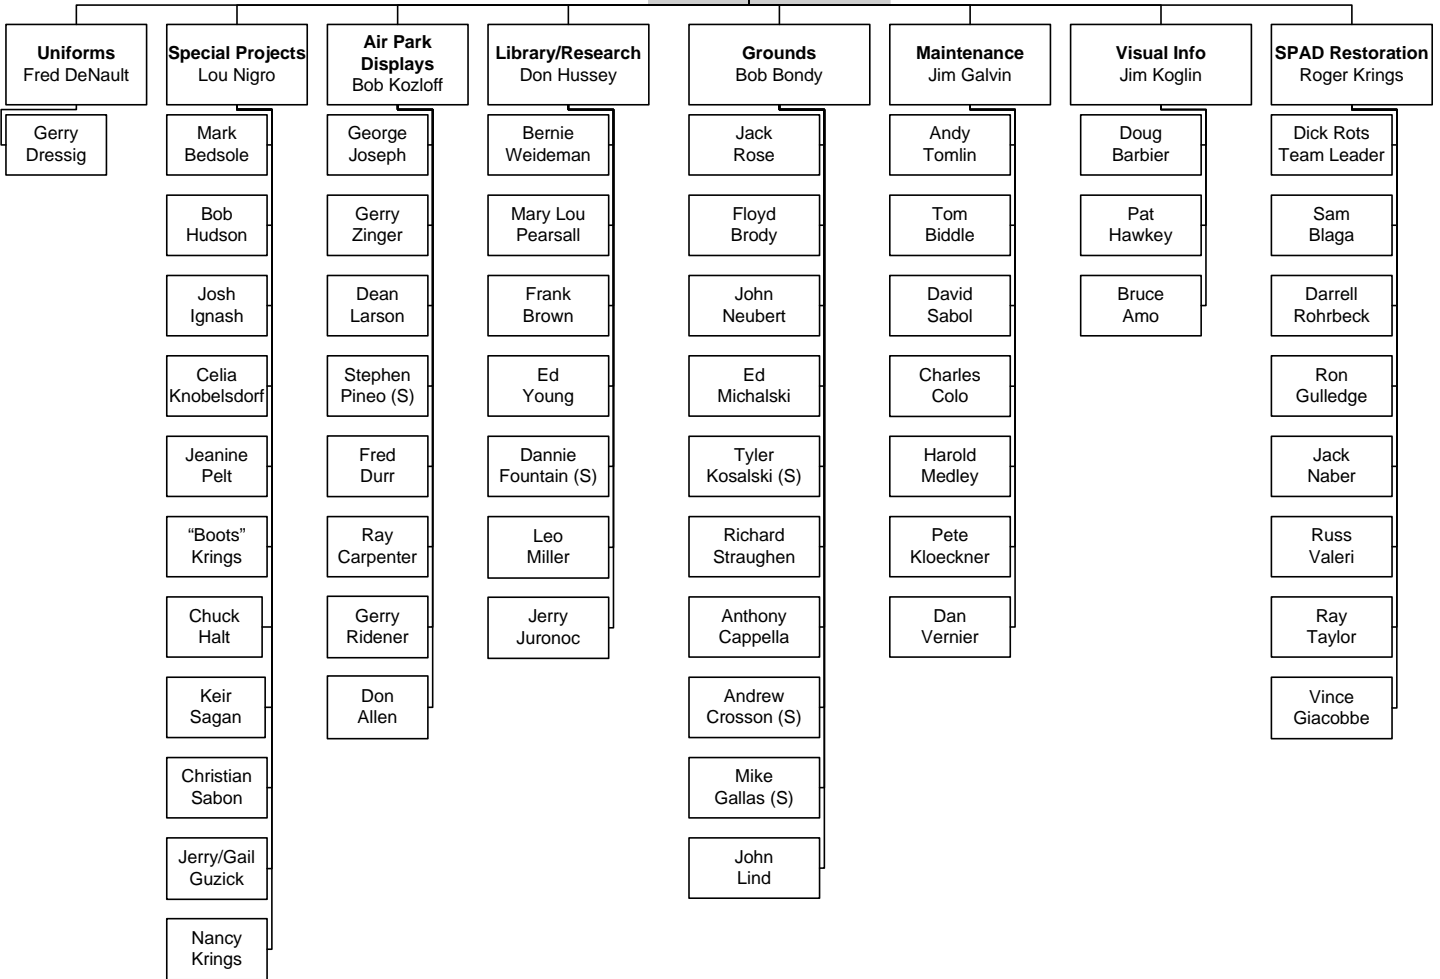 Uniforms
Fred DeNault
Gerry
Dressig
Special Projects
Lou Nigro
Mark
Bedsole
Bob
Hudson
Josh
Ignash
Celia
Knobelsdorf
Jeanine
Pelt
“Boots”
Krings
Chuck
Halt
Keir
Sagan
Christian
Sabon
Jerry/Gail
Guzick
Nancy
Krings
Air Park
Displays
Bob Kozloff
George
Joseph
Gerry
Zinger
Dean
Larson
Stephen
Pineo (S)
Fred
Durr
Ray
Carpenter
Gerry
Ridener
Don
Allen
Library/Research
Don Hussey
Bernie
Weideman
Mary Lou
Pearsall
Frank
Brown
Ed
Young
Dannie
Fountain (S)
Leo
Miller
Jerry
Juronoc
Grounds
Bob Bondy
Jack
Rose
Floyd
Brody
John
Neubert
Ed
Michalski
Tyler
Kosalski (S)
Richard
Straughen
Anthony
Cappella
Andrew
Crosson (S)
Mike
Gallas (S)
John
Lind
Maintenance
Jim Galvin
Andy
Tomlin
Tom
Biddle
David
Sabol
Charles
Colo
Harold
Medley
Pete
Kloeckner
Dan
Vernier
Visual Info
Jim Koglin
Doug
Barbier
Pat
Hawkey
Bruce
Amo
SPAD Restoration
Roger Krings
Dick Rots
Team Leader
Sam
Blaga
Darrell
Rohrbeck
Ron
Gulledge
Jack
Naber
Russ
Valeri
Ray
Taylor
Vince
Giacobbe